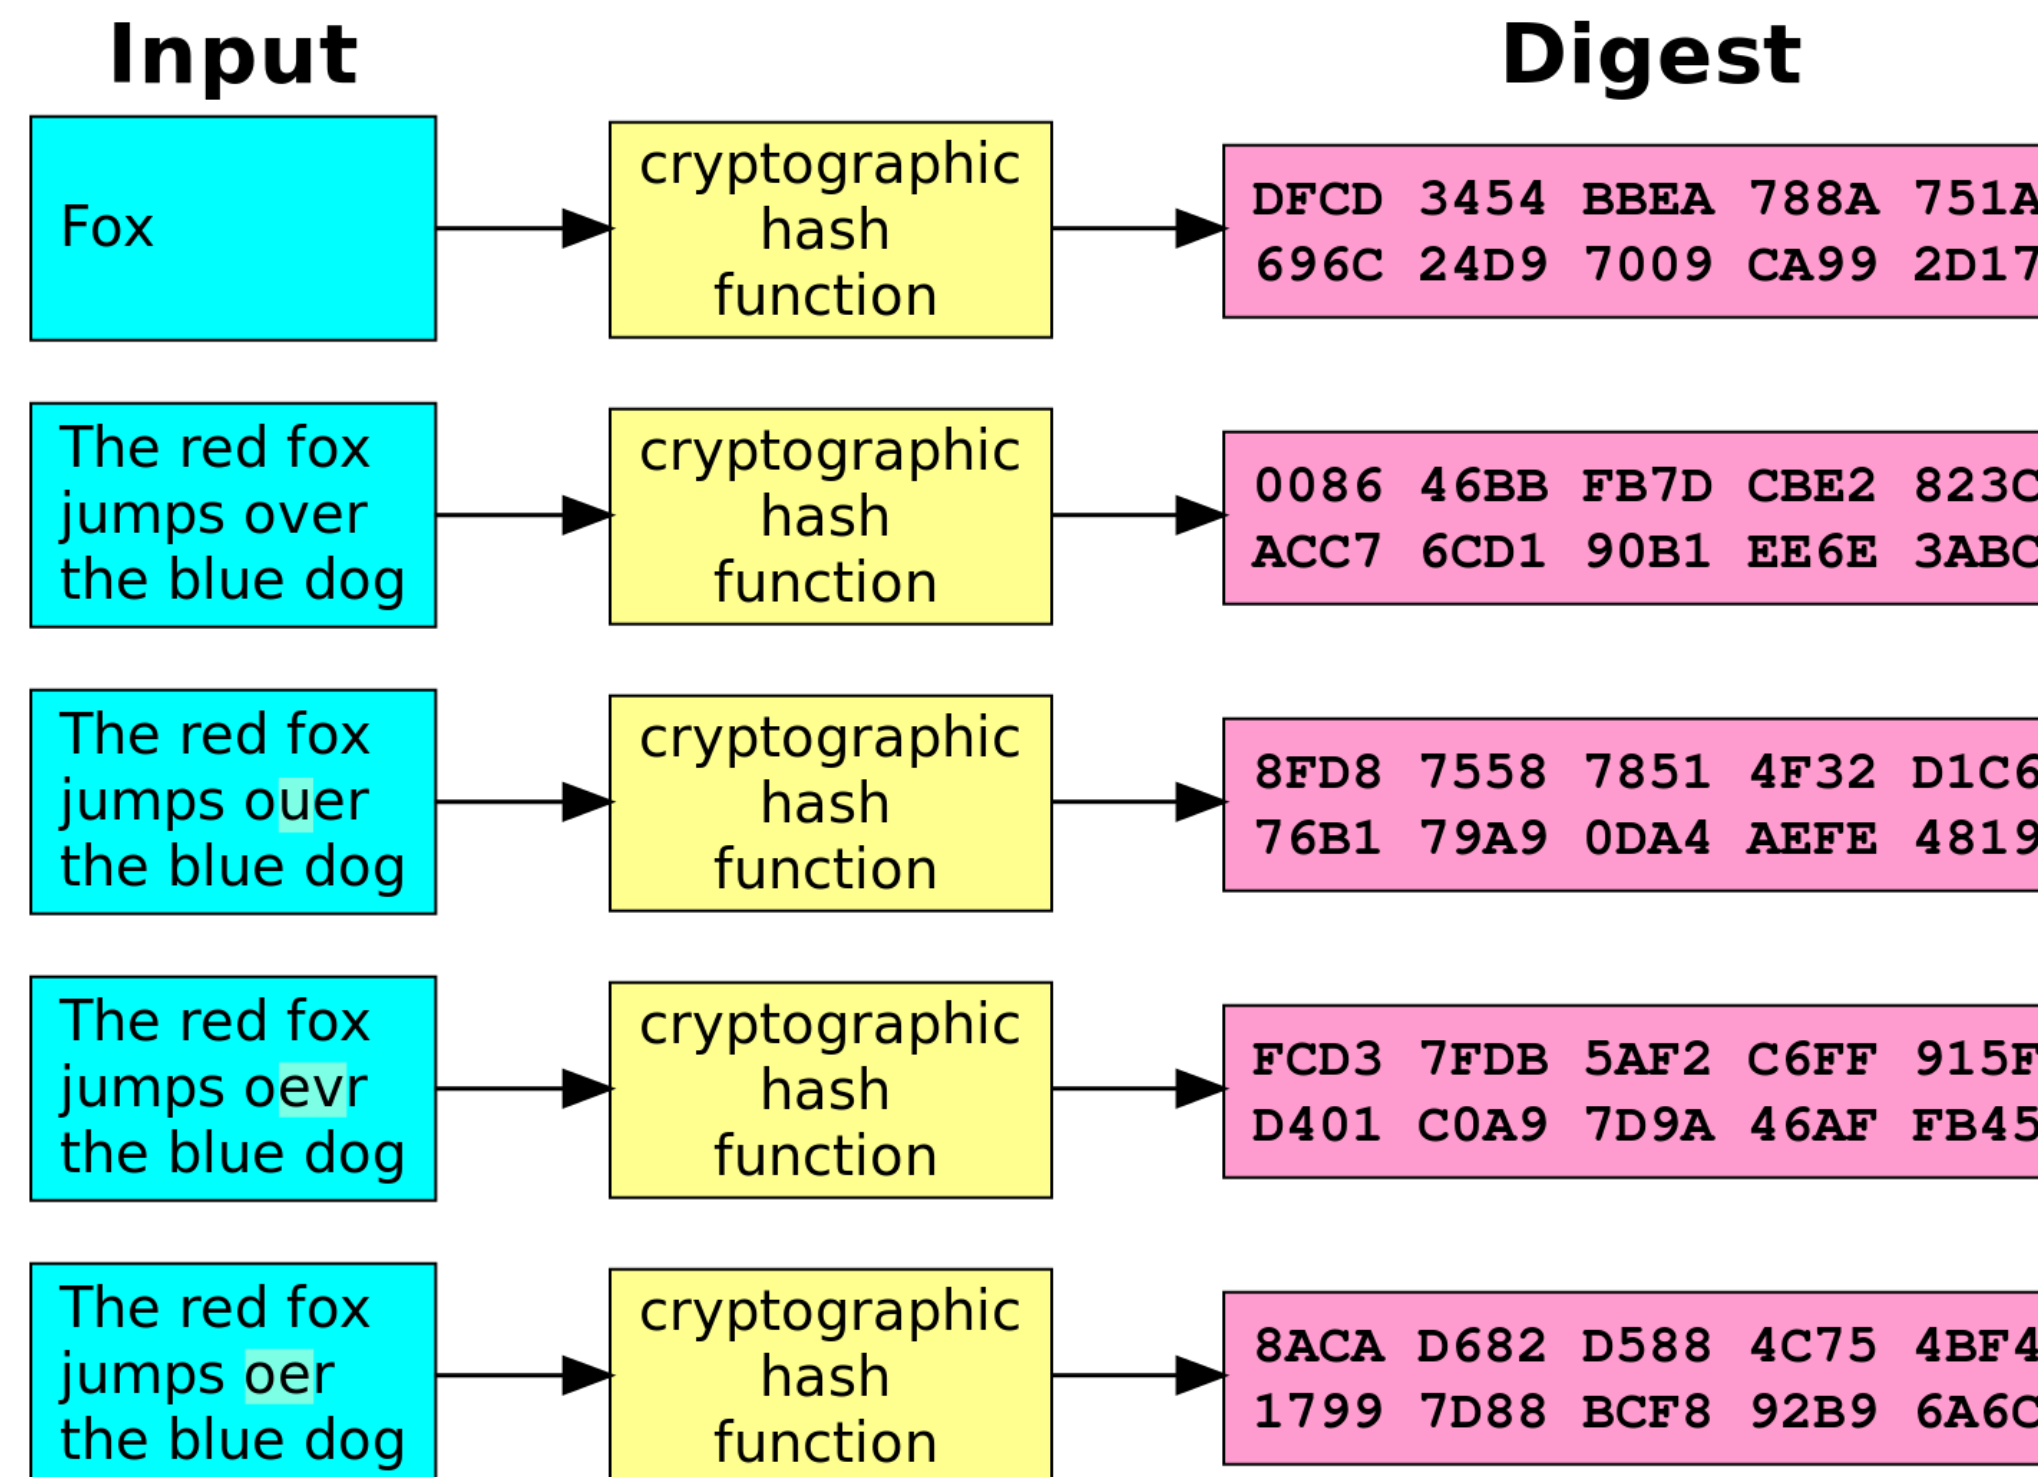 Input Digest
Fox
cryptographic
hash
function
DFCD 3454 BBEA 788A 751A
696C 24D9 7009 CA99 2D17
The red fox
jumps over
the blue dog
cryptographic
hash
function
0086 46BB FB7D CBE2 823C
ACC7 6CD1 90B1 EE6E 3ABC
The red fox
jumps ouer
the blue dog
cryptographic
hash
function
8FD8 7558 7851 4F32 D1C6
76B1 79A9 0DA4 AEFE 4819
The red fox
jumps oevr
the blue dog
cryptographic
hash
function
FCD3 7FDB 5AF2 C6FF 915F
D401 C0A9 7D9A 46AF FB45
The red fox
jumps oer
the blue dog
cryptographic
hash
function
8ACA D682 D588 4C75 4BF4
1799 7D88 BCF8 92B9 6A6C